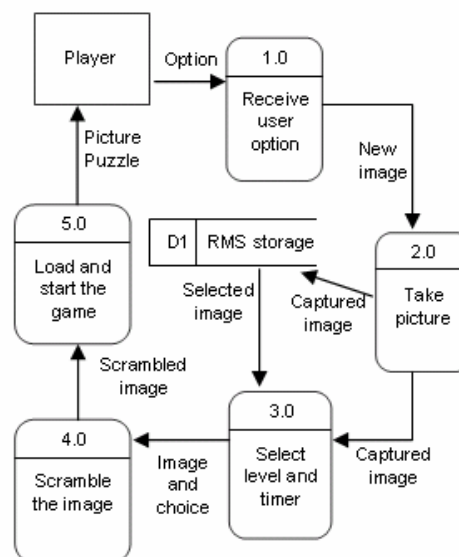 Player
Option
1.0
Receive
user
option
New
image
2.0
Take
picture
Captured
image
D1 RMS storage
Selected
image
Captured
image
3.0
Select
level and
timer
Image
and
choice
4.0
Scramble
the image
Scrambled
image
5.0
Load and
start the
game
Picture
Puzzle